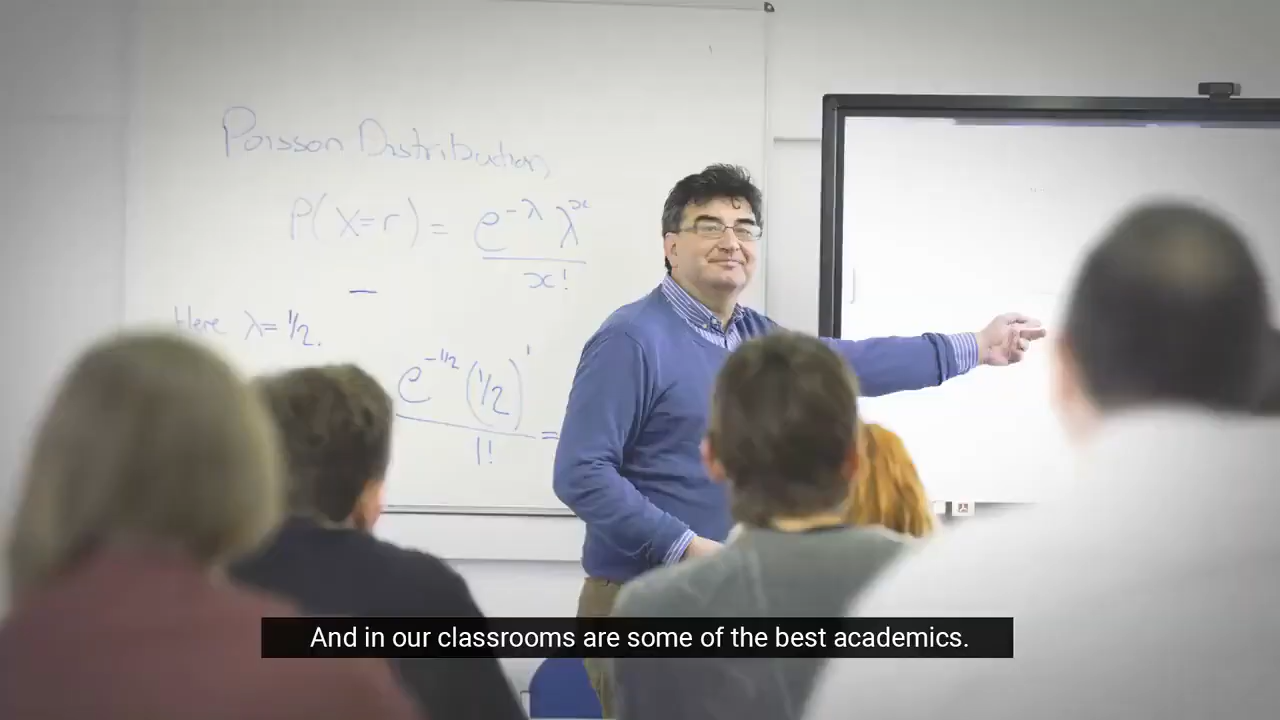 Poisson Distribution
P(X=r) = e^-λ λ^x / x!
Here λ = 1/2.
e^-1/2 (1/2)^1 / 1! =
And in our classrooms are some of the best academics.